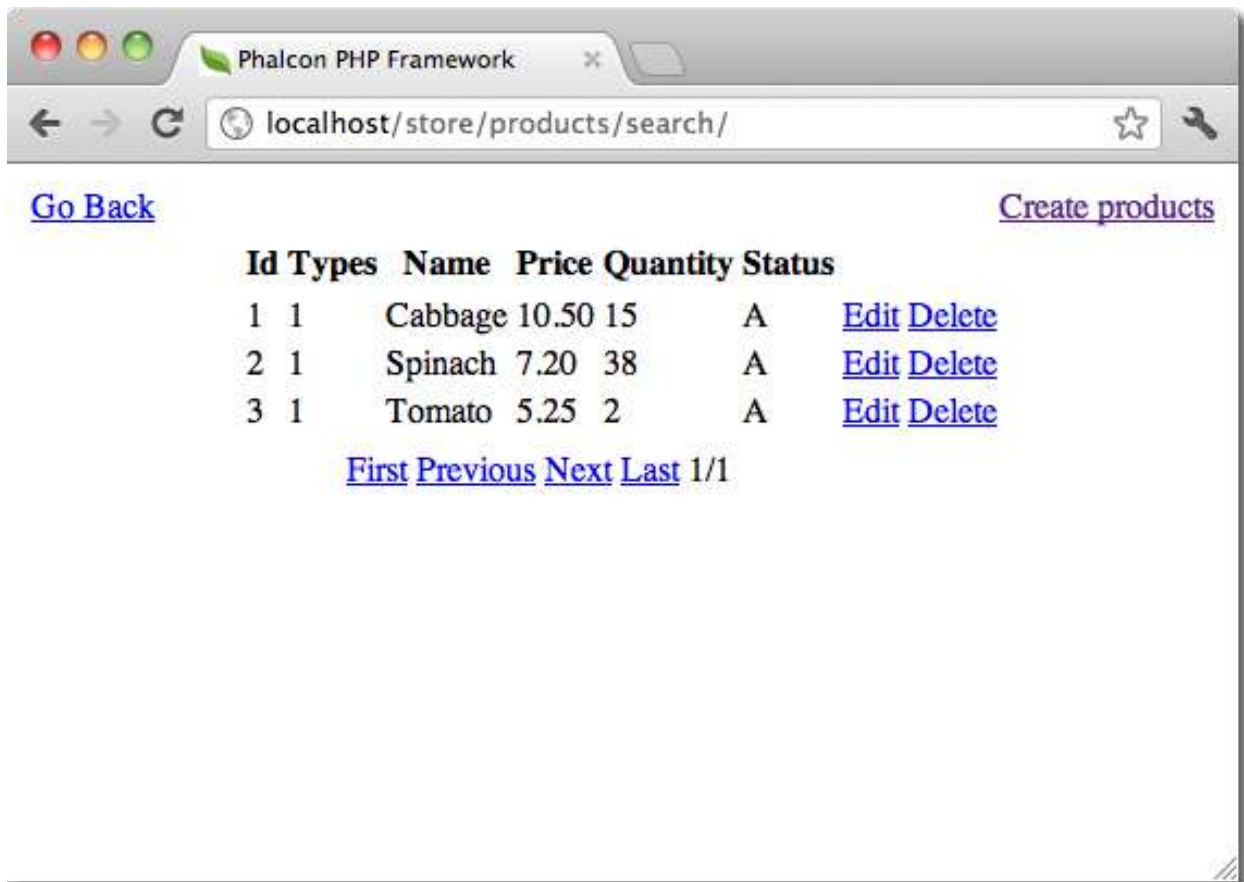 Phalcon PHP Framework
localhost/store/products/search/
Go Back Create products
Id Types Name Price Quantity Status
1 1 Cabbage 10.50 15 A Edit Delete
2 1 Spinach 7.20 38 A Edit Delete
3 1 Tomato 5.25 2 A Edit Delete
First Previous Next Last 1/1